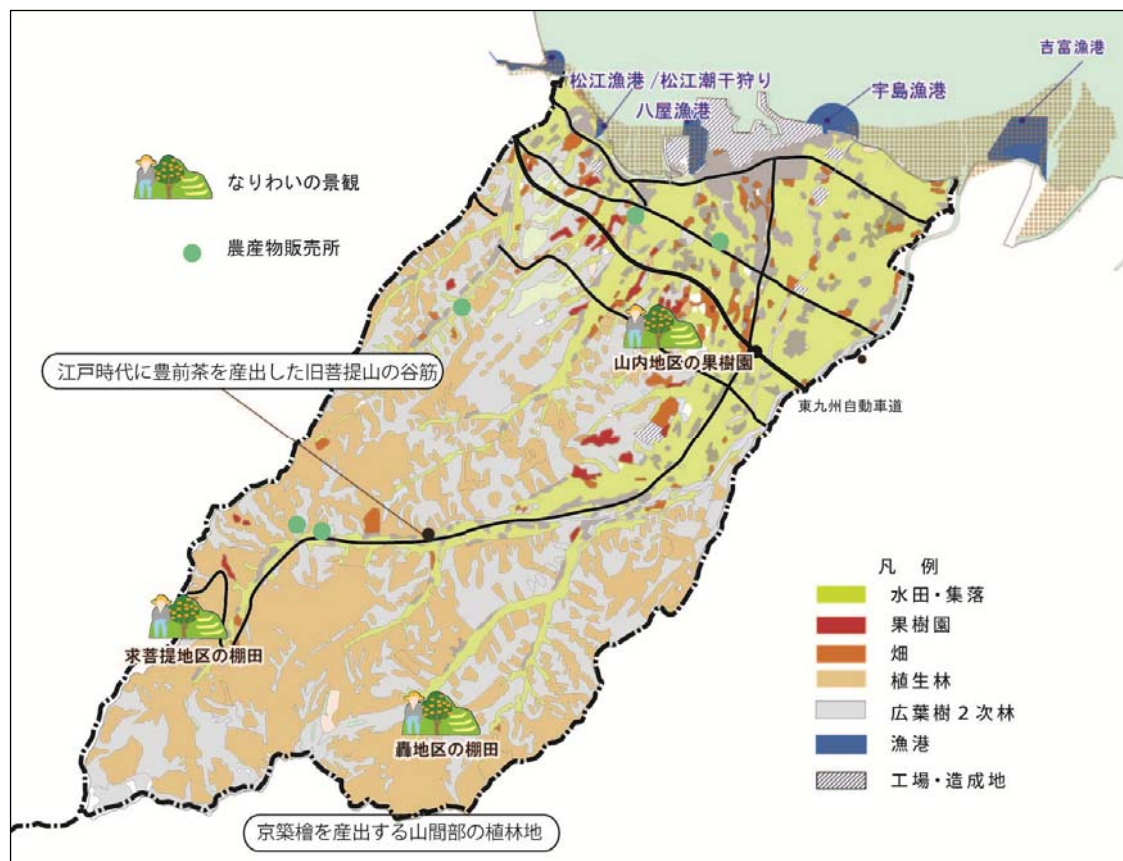 吉富漁港
松江漁港/松江潮干狩り
宇島漁港
八屋漁港
なりわいの景観
農産物販売所
山内地区の果樹園
江戸時代に豊前茶を産出した旧菩提山の谷筋
東九州自動車道
求菩提地区の棚田
轟地区の棚田
京築檜を産出する山間部の植林地
凡 例
水田・集落
果樹園
畑
植生林
広葉樹2次林
漁港
工場・造成地